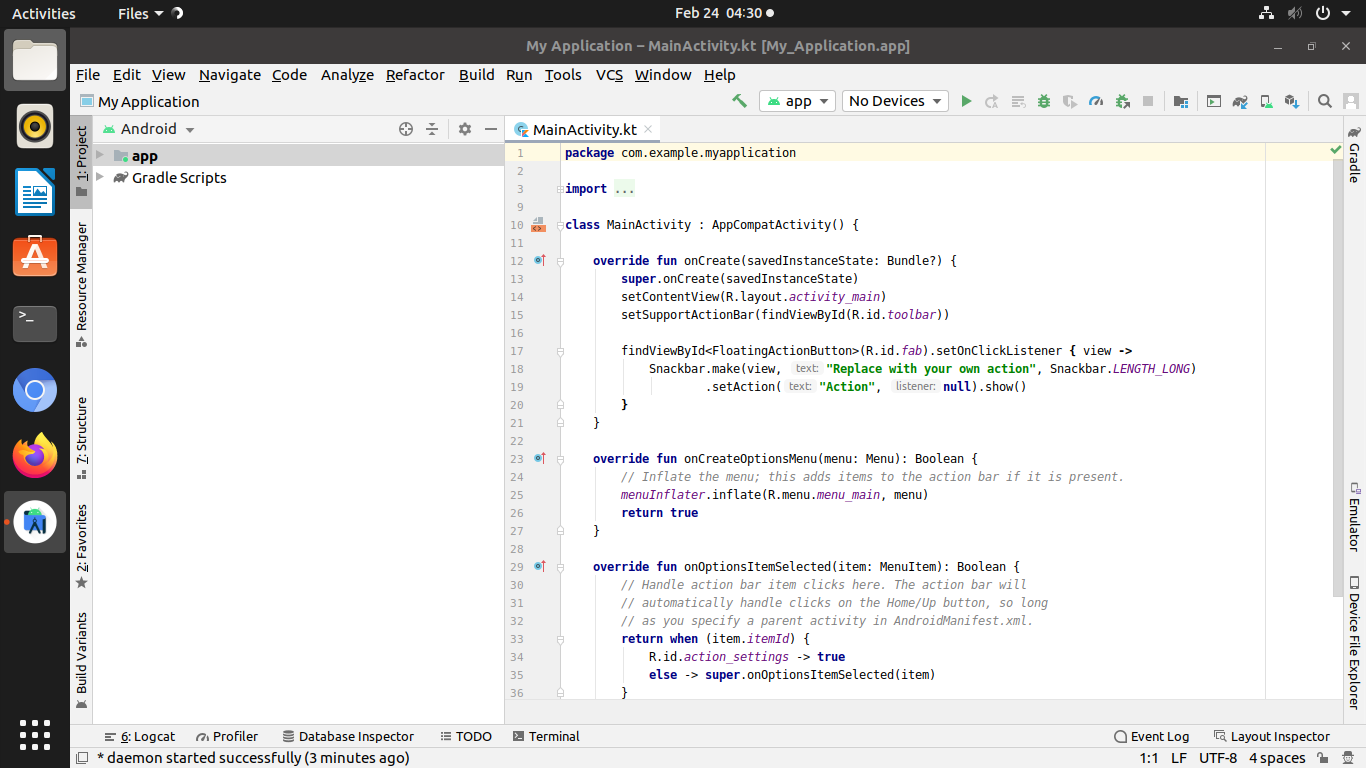 Activities Files Feb 24 04:30
My Application – MainActivity.kt [My_Application.app]
File Edit View Navigate Code Analyze Refactor Build Run Tools VCS Window Help
My Application app No Devices
1: Project
Resource Manager
7: Structure
2: Favorites
Build Variants
Android
app
Gradle Scripts
MainActivity.kt
1 package com.example.myapplication
2
3 import ...
9
10 class MainActivity : AppCompatActivity() {
11
12 override fun onCreate(savedInstanceState: Bundle?) {
13 super.onCreate(savedInstanceState)
14 setContentView(R.layout.activity_main)
15 setSupportActionBar(findViewById(R.id.toolbar))
16
17 findViewById<FloatingActionButton>(R.id.fab).setOnClickListener { view ->
18 Snackbar.make(view, text: "Replace with your own action", Snackbar.LENGTH_LONG)
19 .setAction( text: "Action", listener: null).show()
20 }
21 }
22
23 override fun onCreateOptionsMenu(menu: Menu): Boolean {
24 // Inflate the menu; this adds items to the action bar if it is present.
25 menuInflater.inflate(R.menu.menu_main, menu)
26 return true
27 }
28
29 override fun onOptionsItemSelected(item: MenuItem): Boolean {
30 // Handle action bar item clicks here. The action bar will
31 // automatically handle clicks on the Home/Up button, so long
32 // as you specify a parent activity in AndroidManifest.xml.
33 return when (item.itemId) {
34 R.id.action_settings -> true
35 else -> super.onOptionsItemSelected(item)
36 }
Gradle
Emulator
Device File Explorer
6: Logcat Profiler Database Inspector TODO Terminal Event Log Layout Inspector
* daemon started successfully (3 minutes ago) 1:1 LF UTF-8 4 spaces